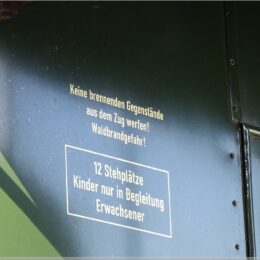 Keine brennenden Gegenstände
aus dem Zug werfen!
Waldbrandgefahr!
12 Stehplätze
Kinder nur in Begleitung
Erwachsener